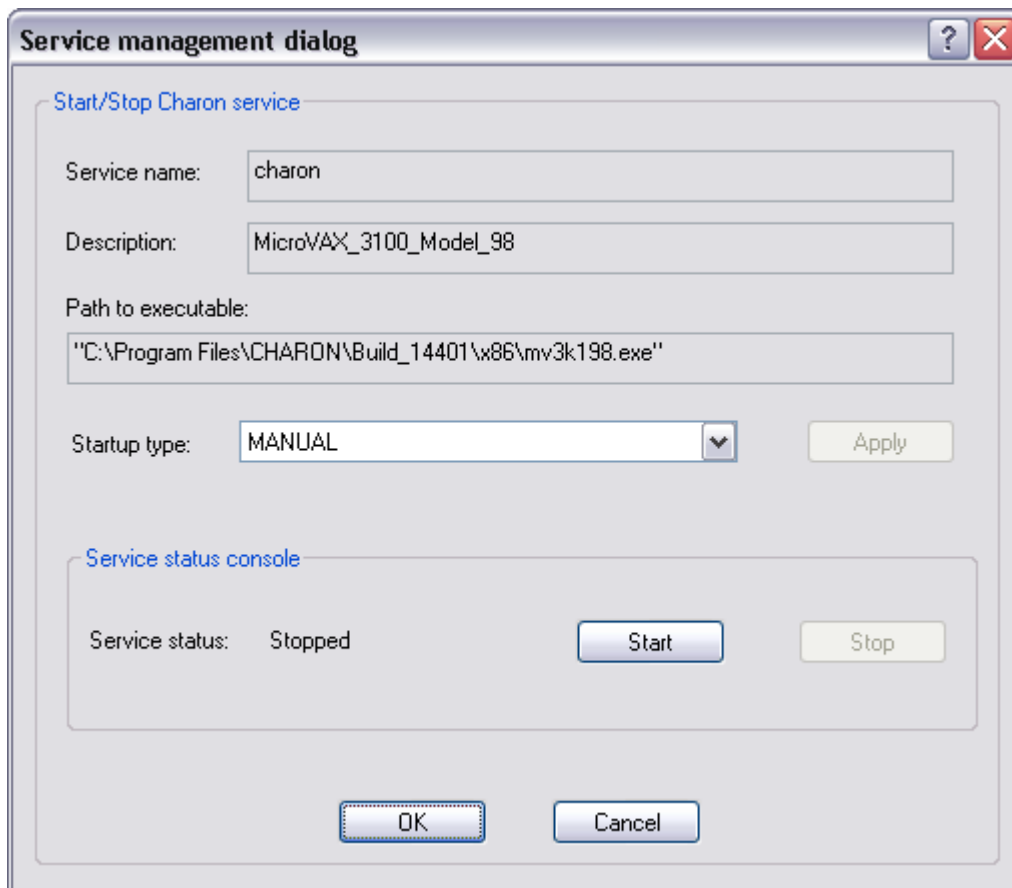 Service management dialog
Start/Stop Charon service
Service name: charon
Description: MicroVAX_3100_Model_98
Path to executable:
"C:\Program Files\CHARON\Build_14401\x86\mv3k198.exe"
Startup type: MANUAL Apply
Service status console
Service status: Stopped Start Stop
OK Cancel